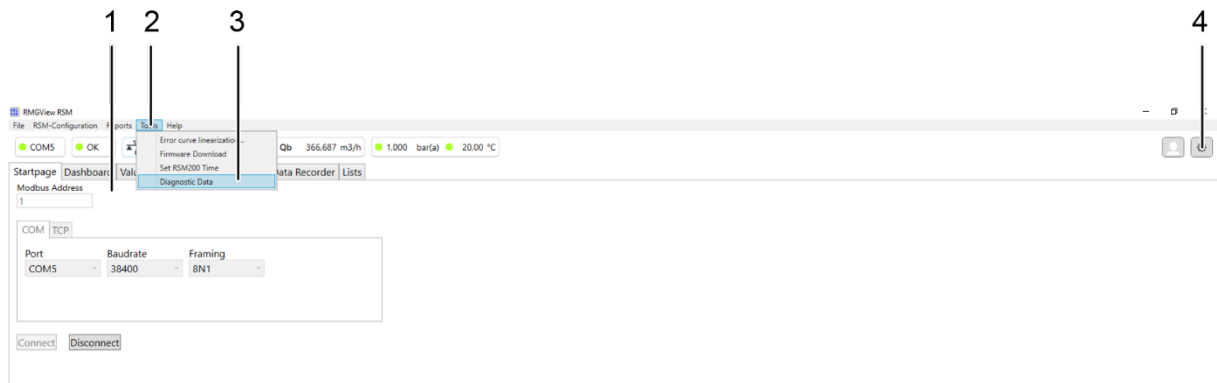 1 2 3 4
RMGView RSM
File RSM-Configuration Reports Tools Help
COM5 OK Qb 366.687 m3/h 1.000 bar(a) 20.00 °C
Error curve linearization...
Firmware Download
Set RSM200 Time
Diagnostic Data
Startpage Dashboard Data Recorder Lists
Modbus Address
1
COM TCP
Port Baudrate Framing
COM5 38400 8N1
Connect Disconnect